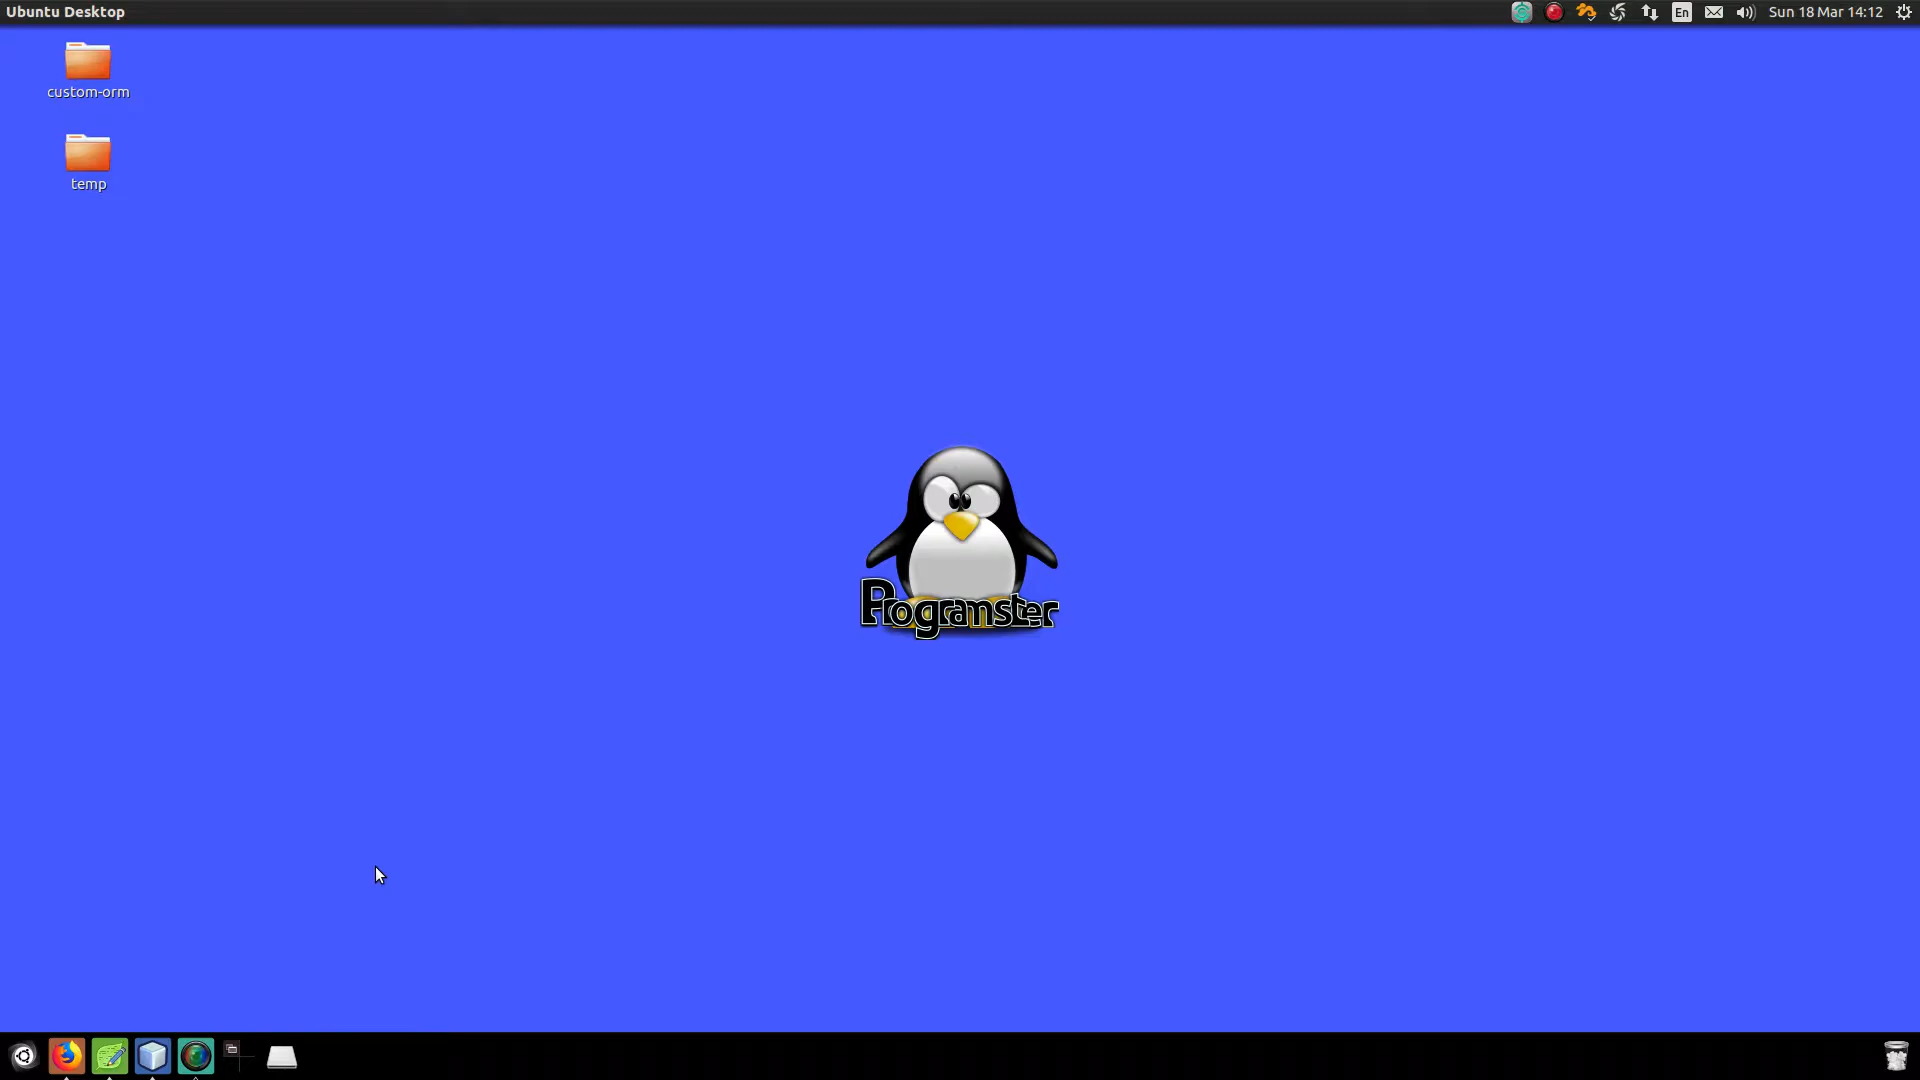 Ubuntu Desktop
En
Sun 18 Mar 14:12
custom-orm
temp
Programster